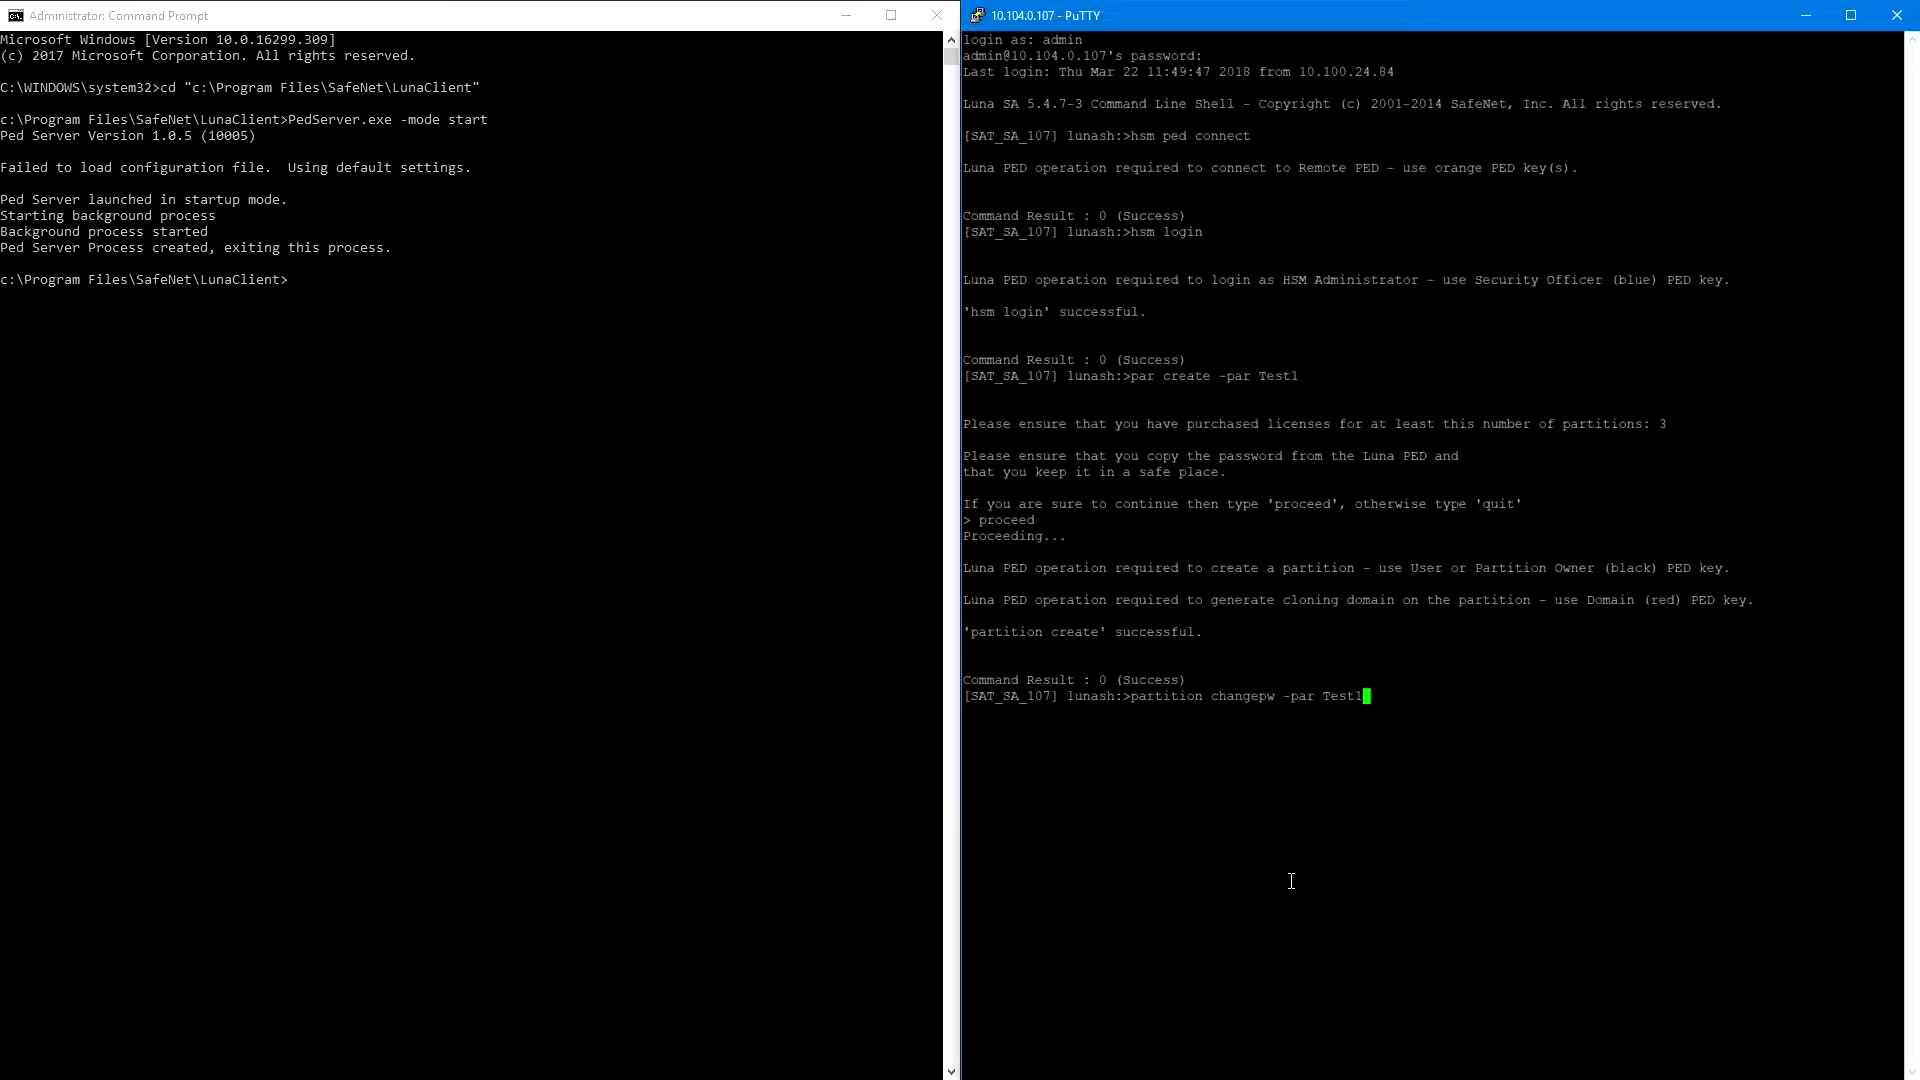 Administrator: Command Prompt
Microsoft Windows [Version 10.0.16299.309]
(c) 2017 Microsoft Corporation. All rights reserved.
C:\WINDOWS\system32>cd "c:\Program Files\SafeNet\LunaClient"
c:\Program Files\SafeNet\LunaClient>PedServer.exe -mode start
Ped Server Version 1.0.5 (10005)
Failed to load configuration file.  Using default settings.
Ped Server launched in startup mode.
Starting background process
Background process started
Ped Server Process created, exiting this process.
c:\Program Files\SafeNet\LunaClient>
10.104.0.107 - PuTTY
login as: admin
admin@10.104.0.107's password:
Last login: Thu Mar 22 11:49:47 2018 from 10.100.24.84
Luna SA 5.4.7-3 Command Line Shell - Copyright (c) 2001-2014 SafeNet, Inc. All rights reserved.
[SAT_SA_107] lunash:>hsm ped connect
Luna PED operation required to connect to Remote PED - use orange PED key(s).
Command Result : 0 (Success)
[SAT_SA_107] lunash:>hsm login
Luna PED operation required to login as HSM Administrator - use Security Officer (blue) PED key.
'hsm login' successful.
Command Result : 0 (Success)
[SAT_SA_107] lunash:>par create -par Test1
Please ensure that you have purchased licenses for at least this number of partitions: 3
Please ensure that you copy the password from the Luna PED and
that you keep it in a safe place.
If you are sure to continue then type 'proceed', otherwise type 'quit'
> proceed
Proceeding...
Luna PED operation required to create a partition - use User or Partition Owner (black) PED key.
Luna PED operation required to generate cloning domain on the partition - use Domain (red) PED key.
'partition create' successful.
Command Result : 0 (Success)
[SAT_SA_107] lunash:>partition changepw -par Test1